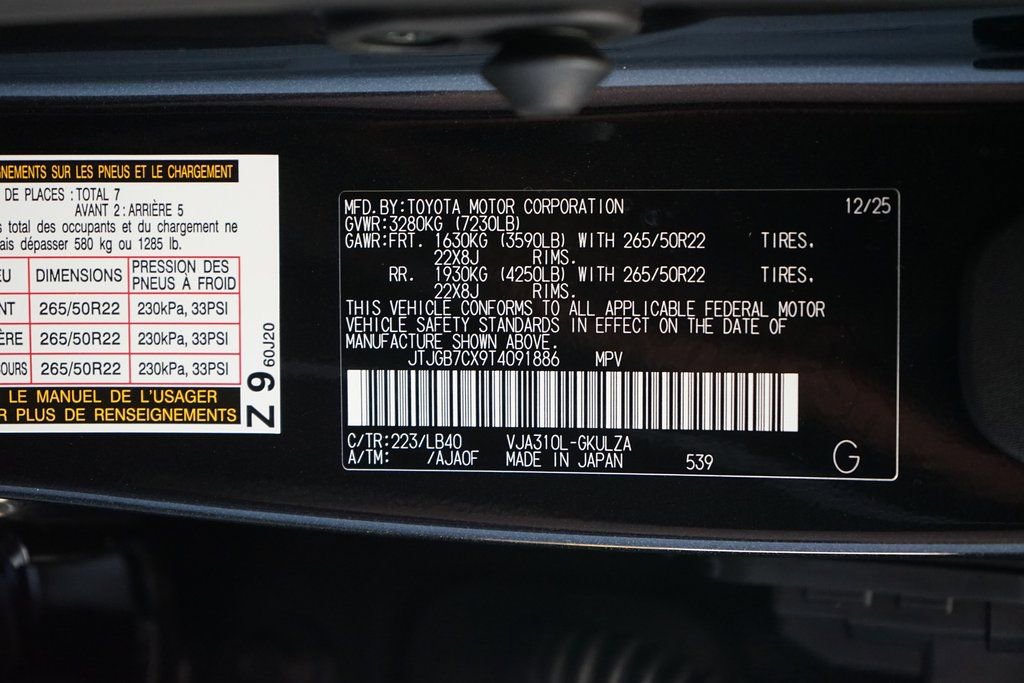 NEMENTS SUR LES PNEUS ET LE CHARGEMENT
DE PLACES : TOTAL 7
AVANT 2 : ARRIÈRE 5
total des occupants et du chargement ne
ais dépasser 580 kg ou 1285 lb.
EU DIMENSIONS PRESSION DES PNEUS À FROID
NT 265/50R22 230kPa, 33PSI
ÈRE 265/50R22 230kPa, 33PSI
OURS 265/50R22 230kPa, 33PSI
LE MANUEL DE L'USAGER
R PLUS DE RENSEIGNEMENTS
Z 9 60J20
MFD.BY:TOYOTA MOTOR CORPORATION 12/25
GVWR:3280KG (7230LB)
GAWR:FRT. 1630KG (3590LB) WITH 265/50R22 TIRES.
22X8J RIMS.
RR. 1930KG (4250LB) WITH 265/50R22 TIRES.
22X8J RIMS.
THIS VEHICLE CONFORMS TO ALL APPLICABLE FEDERAL MOTOR
VEHICLE SAFETY STANDARDS IN EFFECT ON THE DATE OF
MANUFACTURE SHOWN ABOVE.
JTJGB7CX9T4091886 MPV
C/TR:223/LB40 VJA310L-GKULZA
A/TM: /AJA0F MADE IN JAPAN 539 G